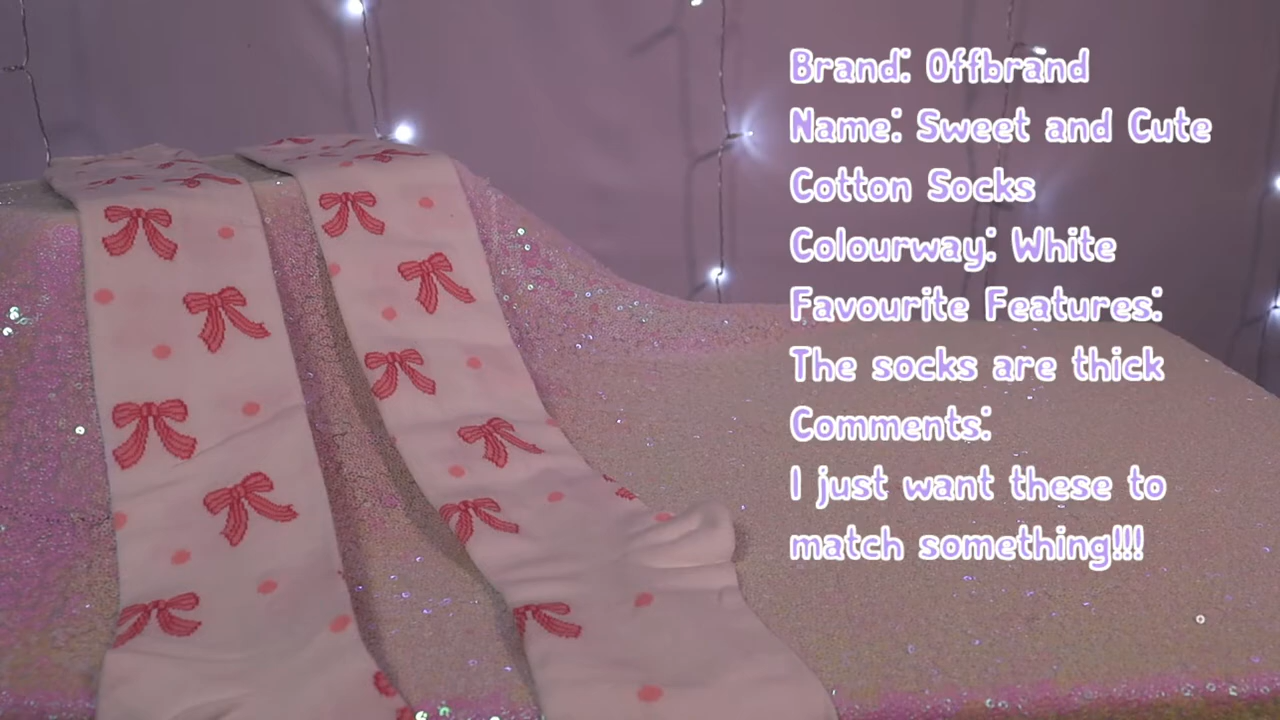 Brand: Offbrand
Name: Sweet and Cute
Cotton Socks
Colourway: White
Favourite Features:
The socks are thick
Comments:
I just want these to
match something!!!